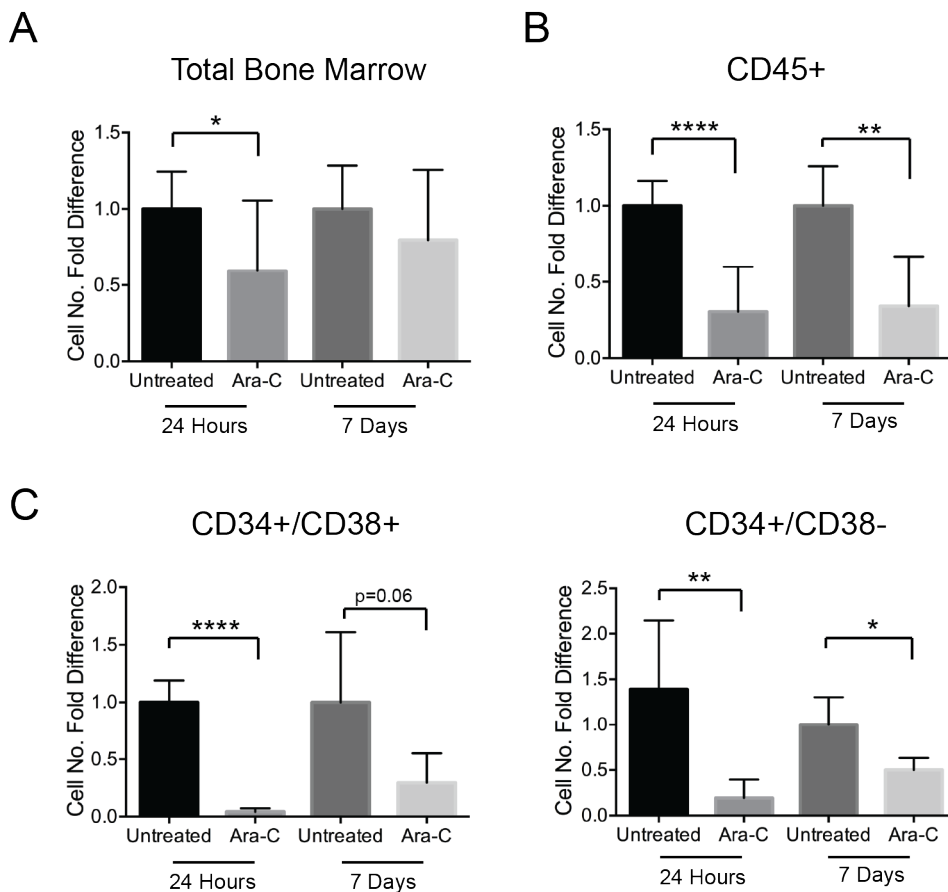 A
Total Bone Marrow
Cell No. Fold Difference
1.5
1.0
0.5
0.0
*
Untreated Ara-C Untreated Ara-C
24 Hours 7 Days
B
CD45+
Cell No. Fold Difference
1.5
1.0
0.5
0.0
**** **
Untreated Ara-C Untreated Ara-C
24 Hours 7 Days
C
CD34+/CD38+
Cell No. Fold Difference
2.0
1.5
1.0
0.5
0.0
**** p=0.06
Untreated Ara-C Untreated Ara-C
24 Hours 7 Days
CD34+/CD38-
Cell No. Fold Difference
2.5
2.0
1.5
1.0
0.5
0.0
** *
Untreated Ara-C Untreated Ara-C
24 Hours 7 Days